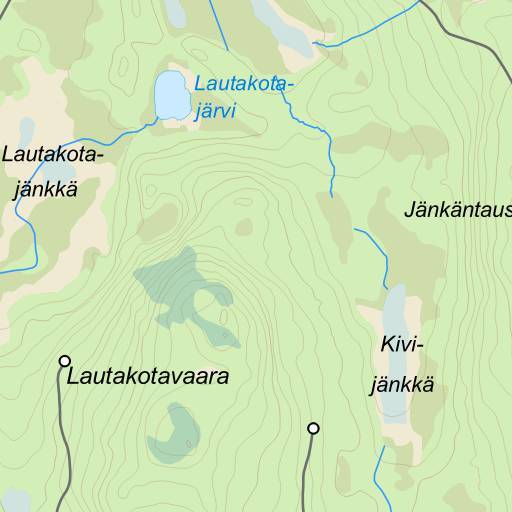 Lautakota-
järvi
Lautakota-
jänkkä
Jänkäntaus
Kivi-
jänkkä
Lautakotavaara